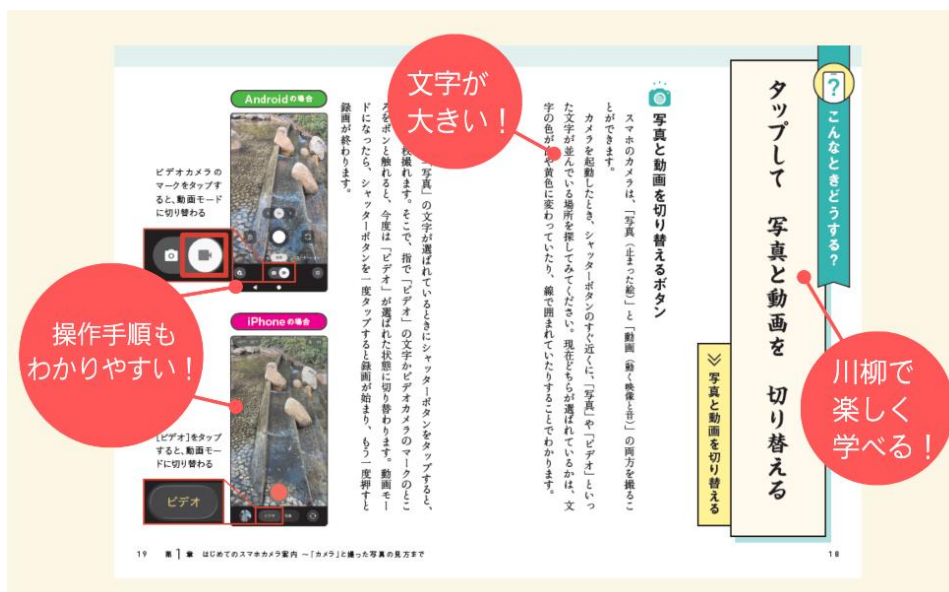 こんなときどうする？
タップして 写真と動画を 切り替える
写真と動画を切り替える
写真と動画を切り替えるボタン
スマホのカメラは、「写真（止まった絵）」と「動画（動く映像と音）」の両方を撮るこ
とができます。
カメラを起動したとき、シャッターボタンのすぐ近くに、「写真」や「ビデオ」といっ
た文字が並んでいる場所を探してみてください。現在どちらが選ばれているかは、文
字の色が や黄色に変わっていたり、線で囲まれていたりすることでわかります。
写真」の文字が選ばれているときにシャッターボタンをタップすると、
枚撮れます。そこで、指で「ビデオ」の文字かビデオカメラのマークのとこ
ろをポンと触れると、今度は「ビデオ」が選ばれた状態に切り替わります。動画モー
ドになったら、シャッターボタンを一度タップすると録画が始まり、もう一度押すと
録画が終わります。
文字が
大きい！
川柳で
楽しく
学べる！
操作手順も
わかりやすい！
Androidの場合
ビデオカメラの
マークをタップす
ると、動画モード
に切り替わる
iPhoneの場合
［ビデオ］をタップ
すると、動画モー
ドに切り替わる
ビデオ
19 第1章 はじめてのスマホカメラ案内 ～「カメラ」と撮った写真の見方まで
18